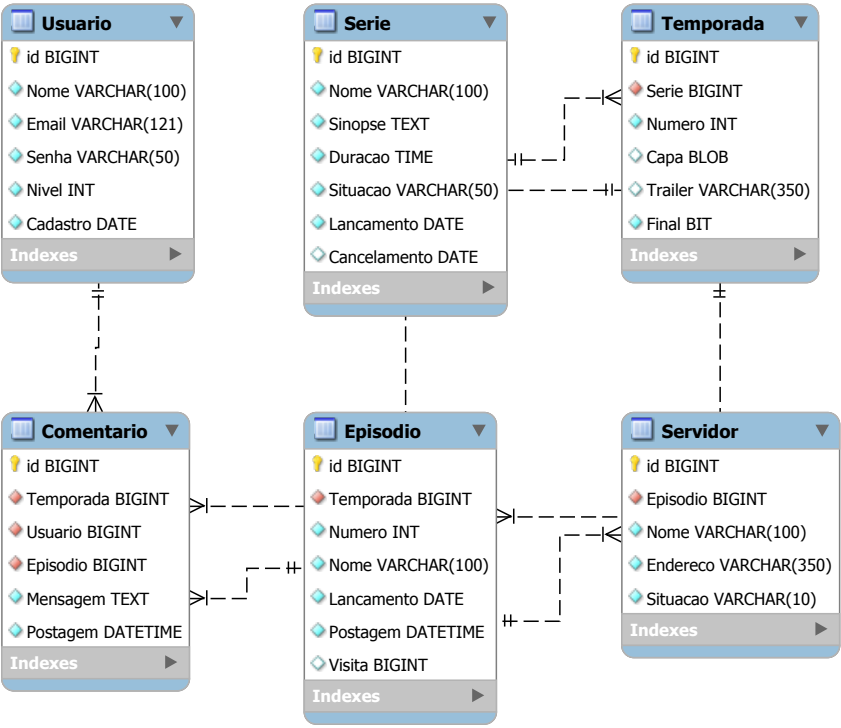 Usuario
id BIGINT
Nome VARCHAR(100)
Email VARCHAR(121)
Senha VARCHAR(50)
Nivel INT
Cadastro DATE
Indexes
Serie
id BIGINT
Nome VARCHAR(100)
Sinopse TEXT
Duracao TIME
Situacao VARCHAR(50)
Lancamento DATE
Cancelamento DATE
Indexes
Temporada
id BIGINT
Serie BIGINT
Numero INT
Capa BLOB
Trailer VARCHAR(350)
Final BIT
Indexes
Comentario
id BIGINT
Temporada BIGINT
Usuario BIGINT
Episodio BIGINT
Mensagem TEXT
Postagem DATETIME
Indexes
Episodio
id BIGINT
Temporada BIGINT
Numero INT
Nome VARCHAR(100)
Lancamento DATE
Postagem DATETIME
Visita BIGINT
Indexes
Servidor
id BIGINT
Episodio BIGINT
Nome VARCHAR(100)
Endereco VARCHAR(350)
Situacao VARCHAR(10)
Indexes